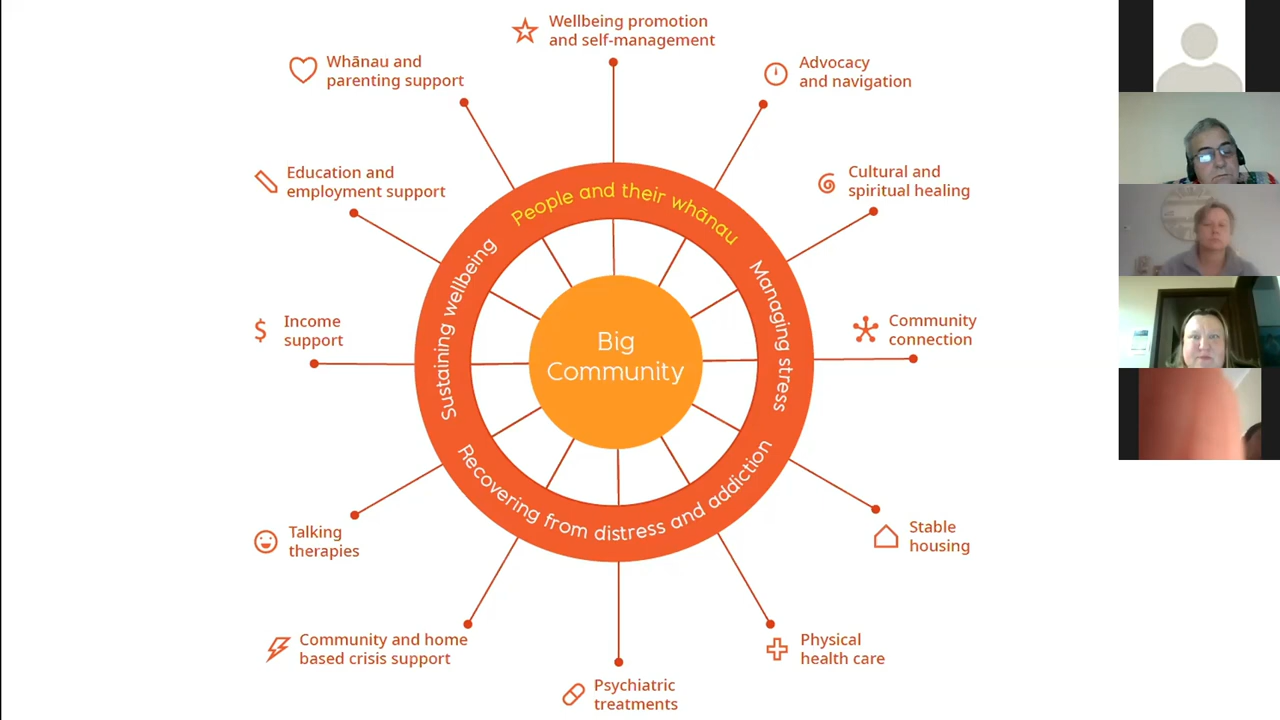 Wellbeing promotion
and self-management
Whānau and
parenting support
Advocacy
and navigation
Education and
employment support
Cultural and
spiritual healing
People and their whānau
Sustaining wellbeing
Managing stress
Income
support
$
Big
Community
Community
connection
Recovering from distress and addiction
Talking
therapies
Stable
housing
Community and home
based crisis support
Physical
health care
Psychiatric
treatments